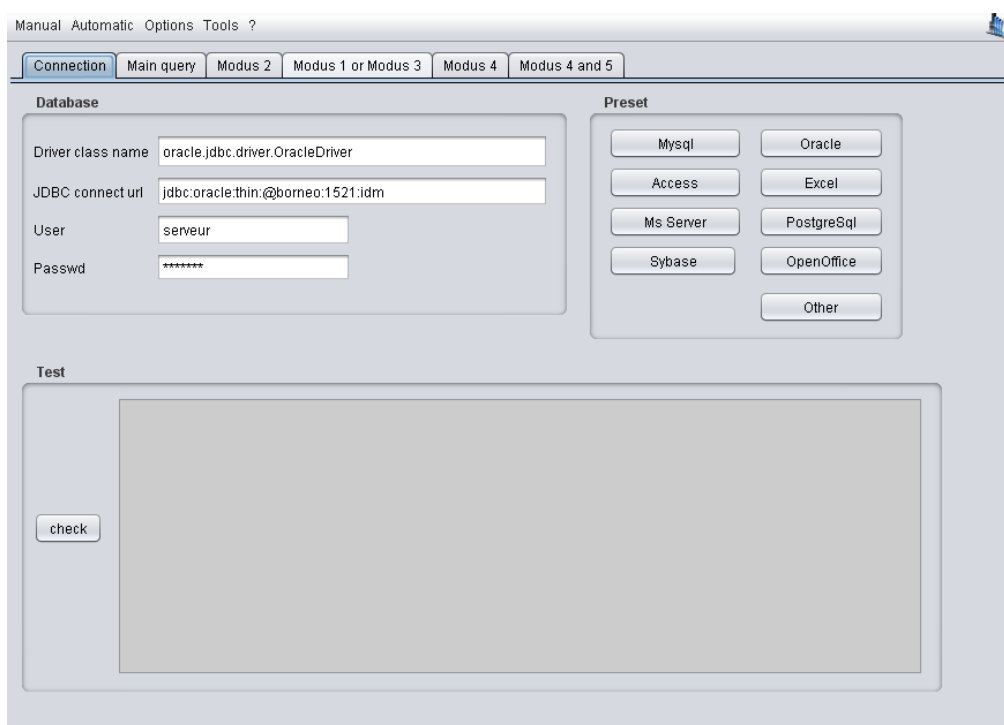 Manual Automatic Options Tools ?
Connection Main query Modus 2 Modus 1 or Modus 3 Modus 4 Modus 4 and 5
Database
Driver class name oracle.jdbc.driver.OracleDriver
JDBC connect url jdbc:oracle:thin:@borneo:1521:idm
User serveur
Passwd *******
Preset
Mysql Oracle
Access Excel
Ms Server PostgreSql
Sybase OpenOffice
Other
Test
check